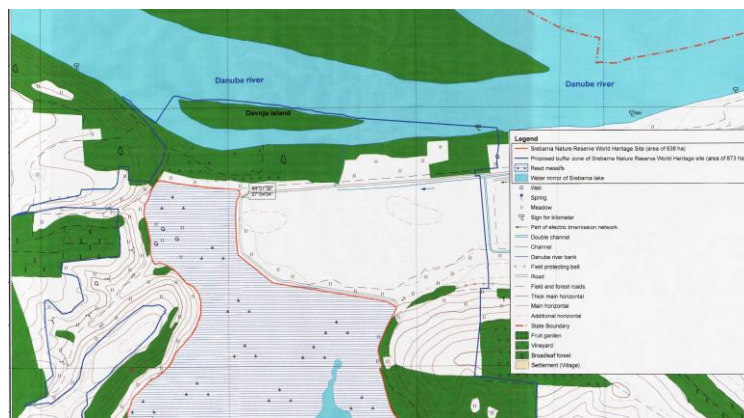 Danube river
Danube river
Devnja island
44°07'39"
27°04'04"
Legend
Srebarna Nature Reserve World Heritage Site (area of 638 ha)
Proposed buffer zone of Srebarna Nature Reserve World Heritage site (area of 673 ha)
Reed massifs
Water mirror of Srebarna lake
Well
Spring
Meadow
Sign for kilometer
Part of electric transmission network
Double channel
Channel
Danube river bank
Field protecting belt
Road
Field and forest roads
Thick main horizontal
Main horizontal
Additional horizontal
State Boundary
Fruit garden
Vineyard
Broadleaf forest
Settlement (Village)